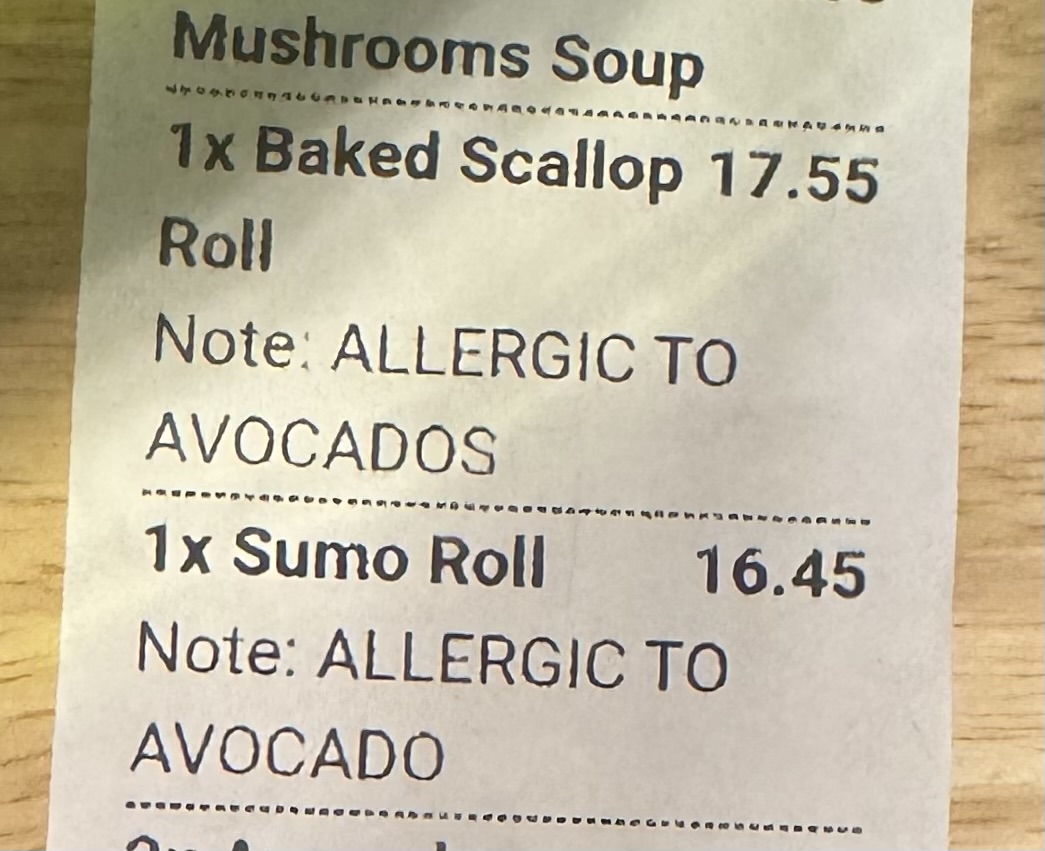 Mushrooms Soup
1x Baked Scallop 17.55
Roll
Note: ALLERGIC TO
AVOCADOS
1x Sumo Roll 16.45
Note: ALLERGIC TO
AVOCADO